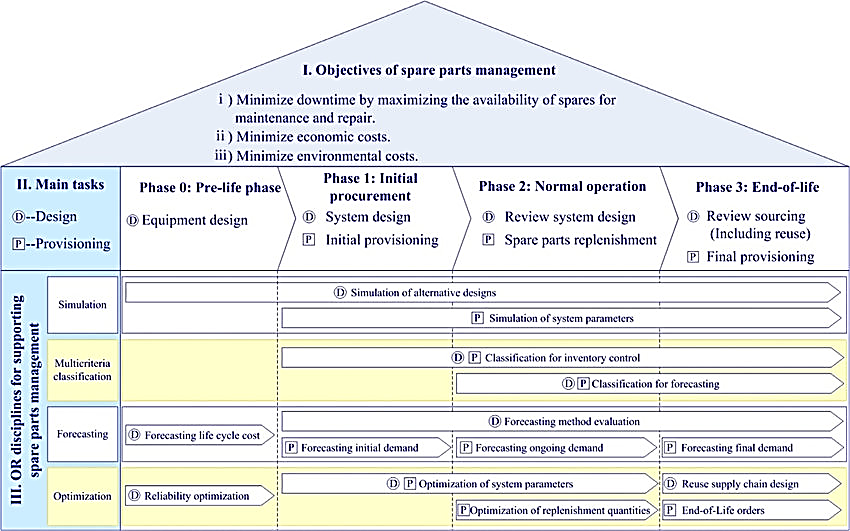 I. Objectives of spare parts management
i ) Minimize downtime by maximizing the availability of spares for
maintenance and repair.
ii ) Minimize economic costs.
iii ) Minimize environmental costs.
II. Main tasks
D--Design
P--Provisioning
Phase 0: Pre-life phase
D Equipment design
Phase 1: Initial
procurement
D System design
P Initial provisioning
Phase 2: Normal operation
D Review system design
P Spare parts replenishment
Phase 3: End-of-life
D Review sourcing
(Including reuse)
P Final provisioning
III. OR disciplines for supporting
spare parts management
Simulation
D Simulation of alternative designs
P Simulation of system parameters
Multicriteria
classification
D P Classification for inventory control
D P Classification for forecasting
Forecasting
D Forecasting method evaluation
D Forecasting life cycle cost
P Forecasting initial demand
P Forecasting ongoing demand
P Forecasting final demand
Optimization
D Reliability optimization
D P Optimization of system parameters
D Reuse supply chain design
P Optimization of replenishment quantities
P End-of-Life orders